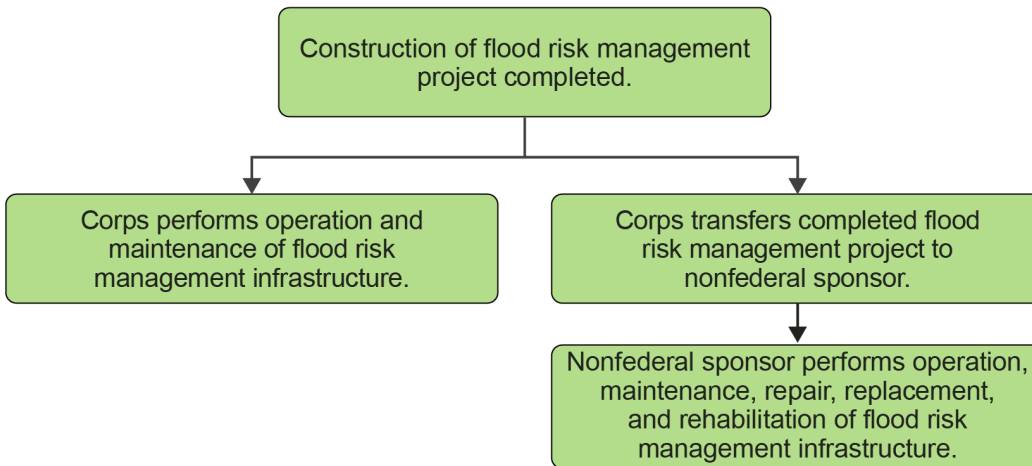 Construction of flood risk management
project completed.
Corps performs operation and
maintenance of flood risk
management infrastructure.
Corps transfers completed flood
risk management project to
nonfederal sponsor.
Nonfederal sponsor performs operation,
maintenance, repair, replacement,
and rehabilitation of flood risk
management infrastructure.